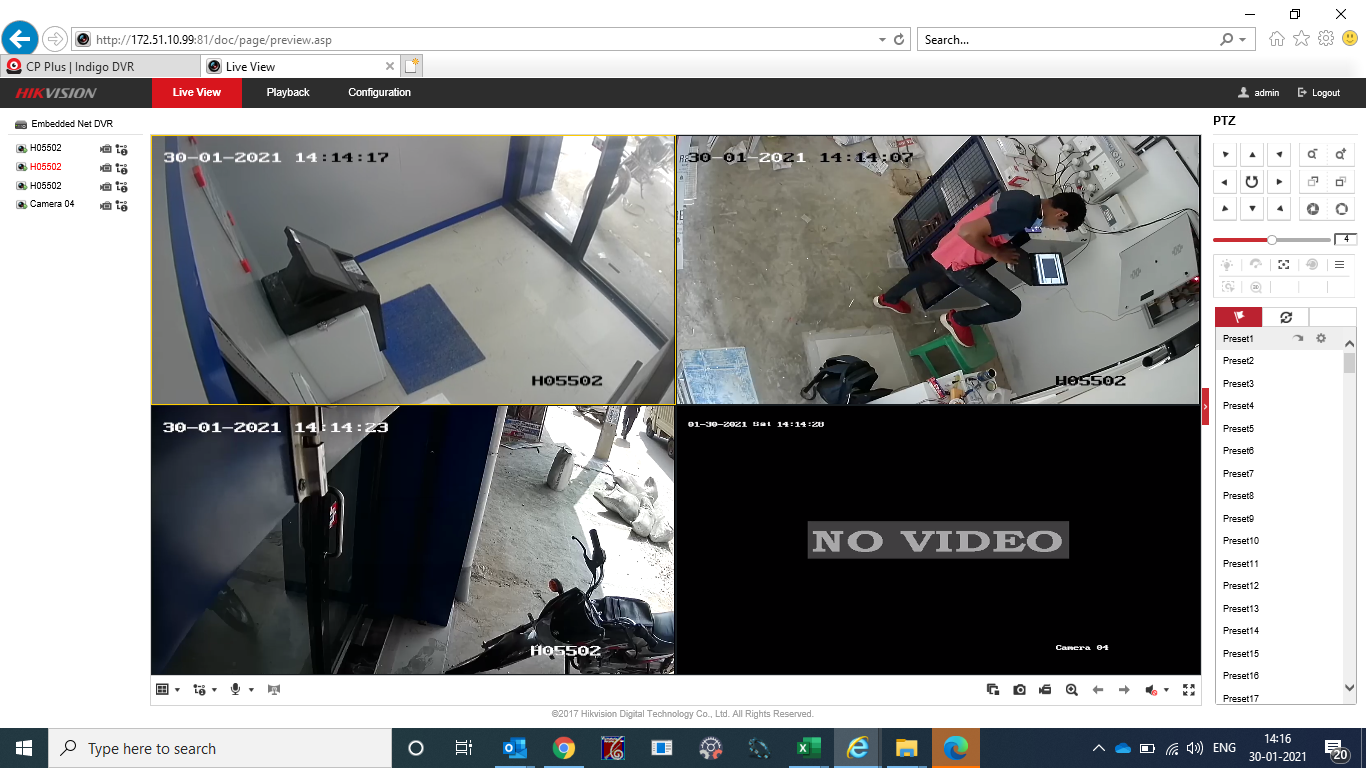 http://172.51.10.99:81/doc/page/preview.asp
Search...
CP Plus | Indigo DVR
Live View
HIKVISION
Live View
Playback
Configuration
admin
Logout
Embedded Net DVR
H05502
H05502
H05502
Camera 04
30-01-2021 14:14:17
H05502
30-01-2021 14:14:07
H05502
30-01-2021 14:14:23
H05502
01-30-2021 Sat 14:14:28
NO VIDEO
Camera 04
PTZ
4
Preset1
Preset2
Preset3
Preset4
Preset5
Preset6
Preset7
Preset8
Preset9
Preset10
Preset11
Preset12
Preset13
Preset14
Preset15
Preset16
Preset17
©2017 Hikvision Digital Technology Co., Ltd. All Rights Reserved.
Type here to search
ENG
14:16
30-01-2021
20